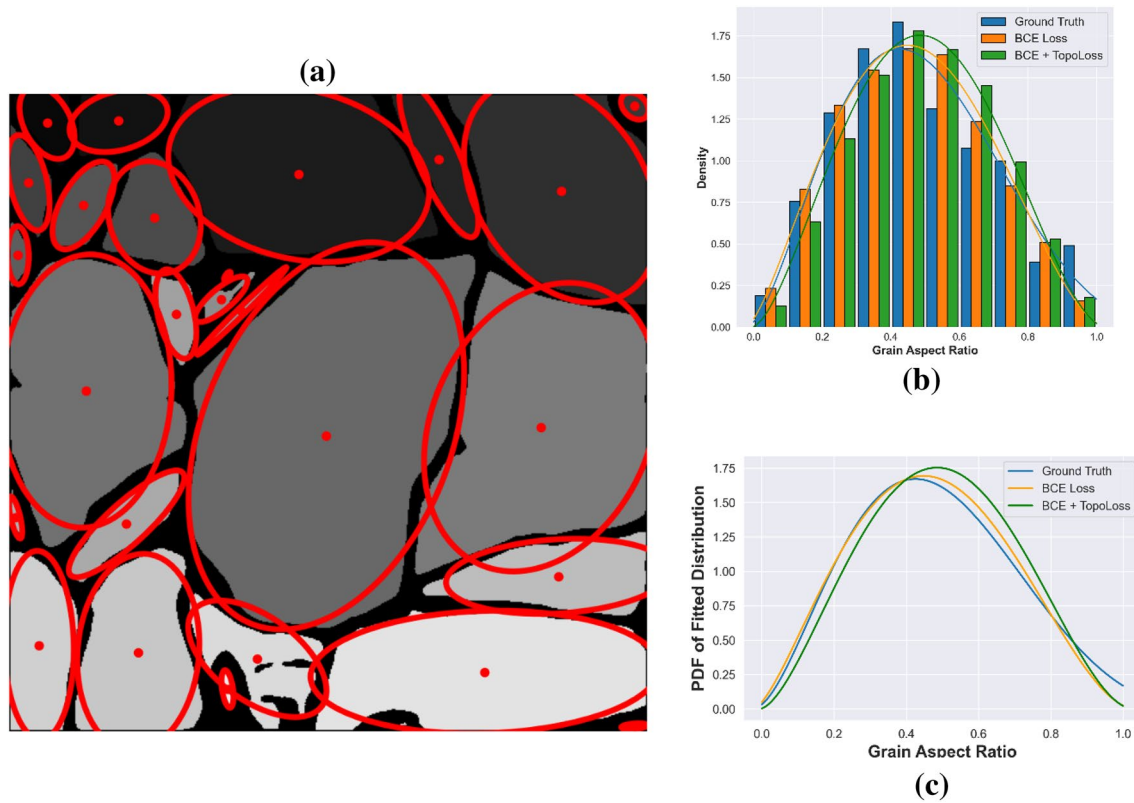 (a)
Ground Truth
BCE Loss
BCE + TopoLoss
Density
1.75
1.50
1.25
1.00
0.75
0.50
0.25
0.00
0.0 0.2 0.4 0.6 0.8 1.0
Grain Aspect Ratio
(b)
Ground Truth
BCE Loss
BCE + TopoLoss
PDF of Fitted Distribution
1.75
1.50
1.25
1.00
0.75
0.50
0.25
0.00
0.0 0.2 0.4 0.6 0.8 1.0
Grain Aspect Ratio
(c)